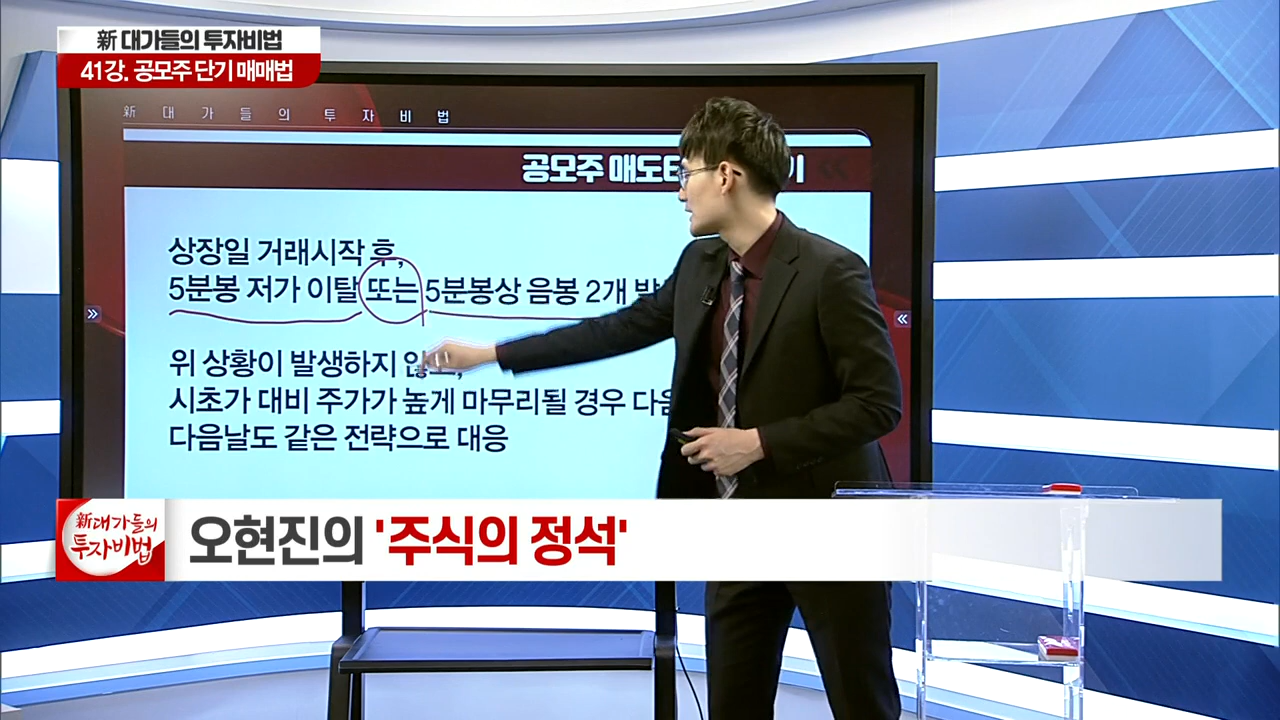 新 대가들의 투자비법
41강. 공모주 단기 매매법
新 대가들의 투자비법
공모주
상장일 거래시작 후,
5분봉 저가 이탈 또는 5분봉상 음봉 2개
위 상황이 발생하지
시초가 대비 주가가 높게 마무리될 경우
다음날도 같은 전략으로 대응
新 대가들의
투자비법
오현진의 '주식의 정석'